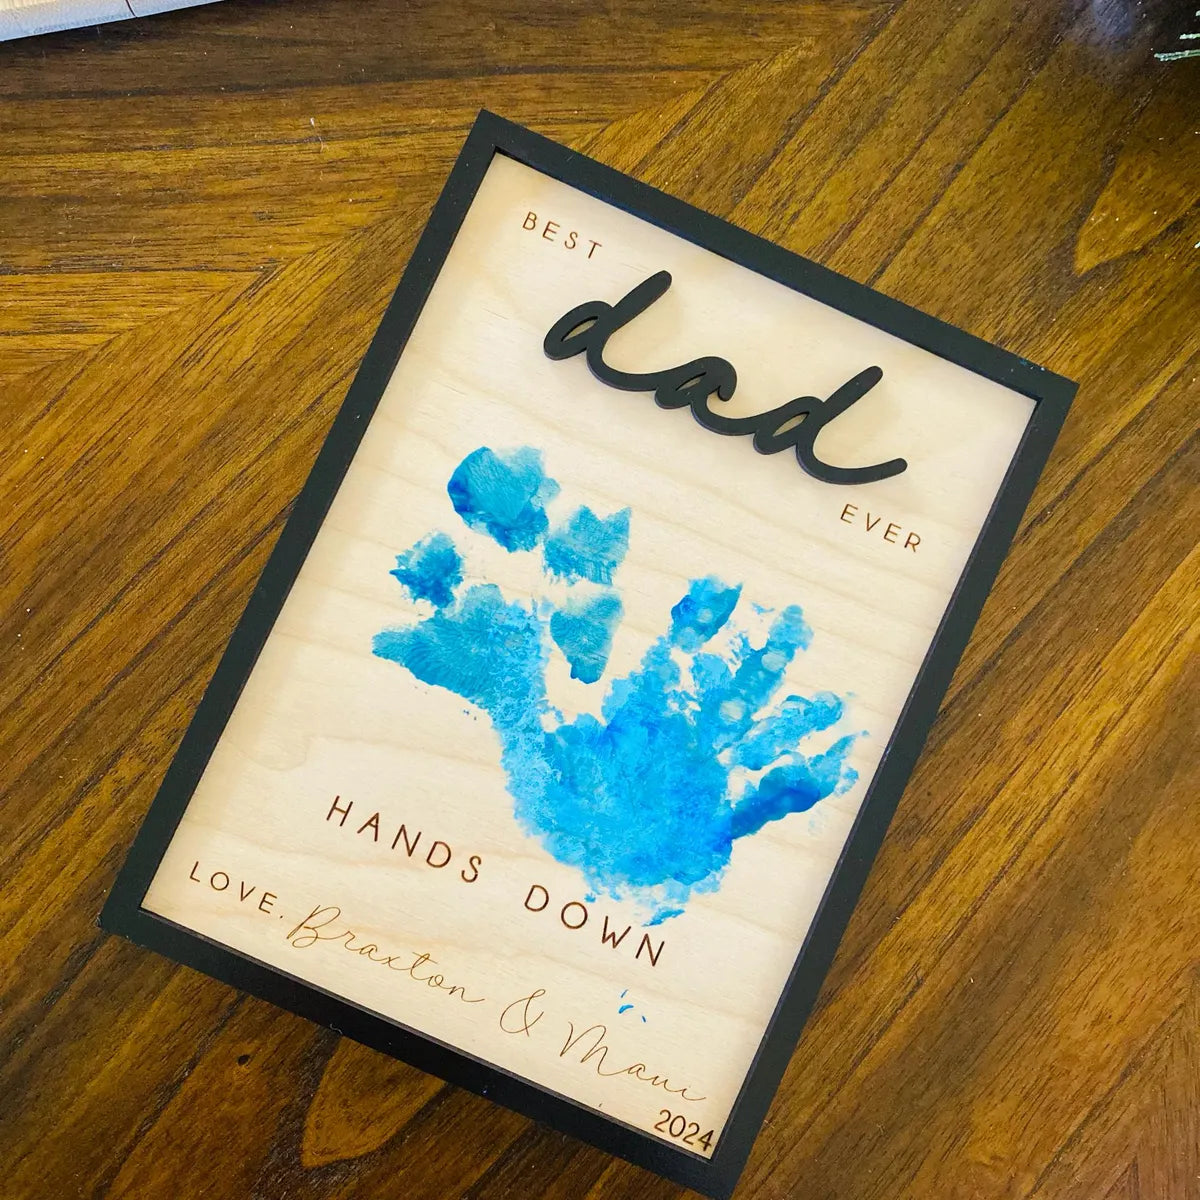 BEST
dad
EVER
HANDS DOWN
LOVE, Braxton & Maui
2024